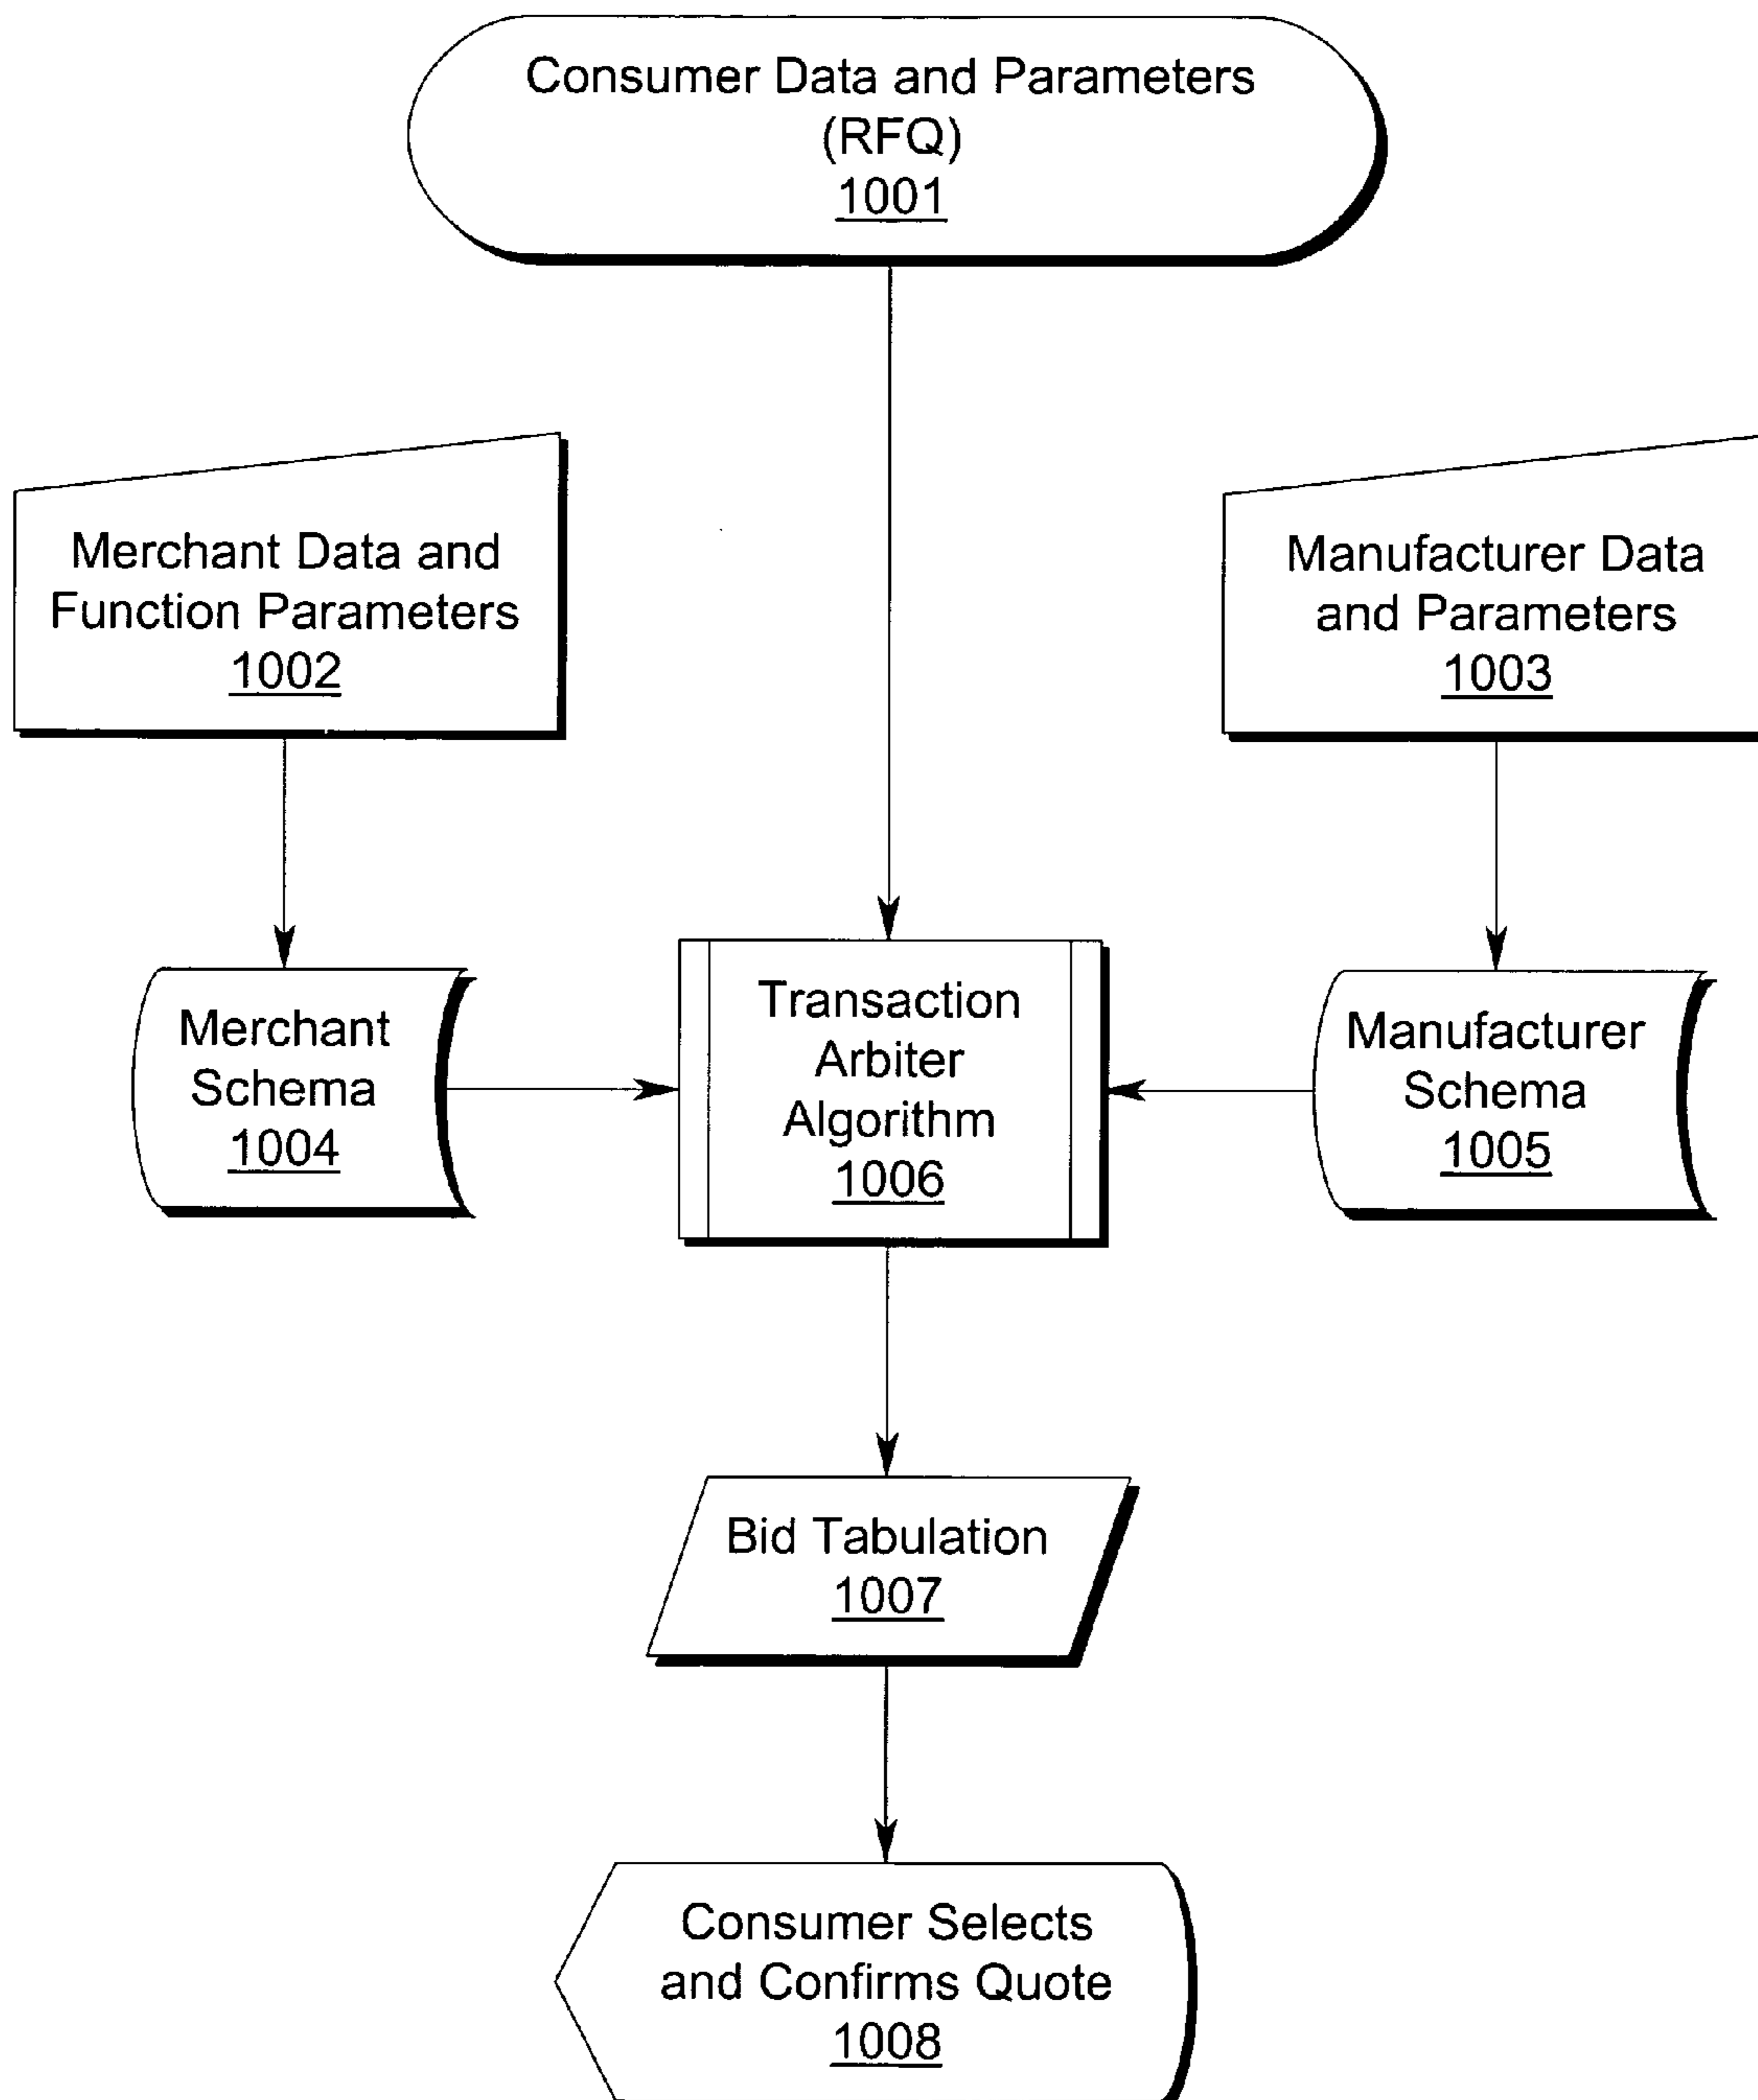 Consumer Data and Parameters
(RFQ)
1001
Merchant Data and
Function Parameters
1002
Manufacturer Data
and Parameters
1003
Merchant
Schema
1004
Transaction
Arbiter
Algorithm
1006
Manufacturer
Schema
1005
Bid Tabulation
1007
Consumer Selects
and Confirms Quote
1008